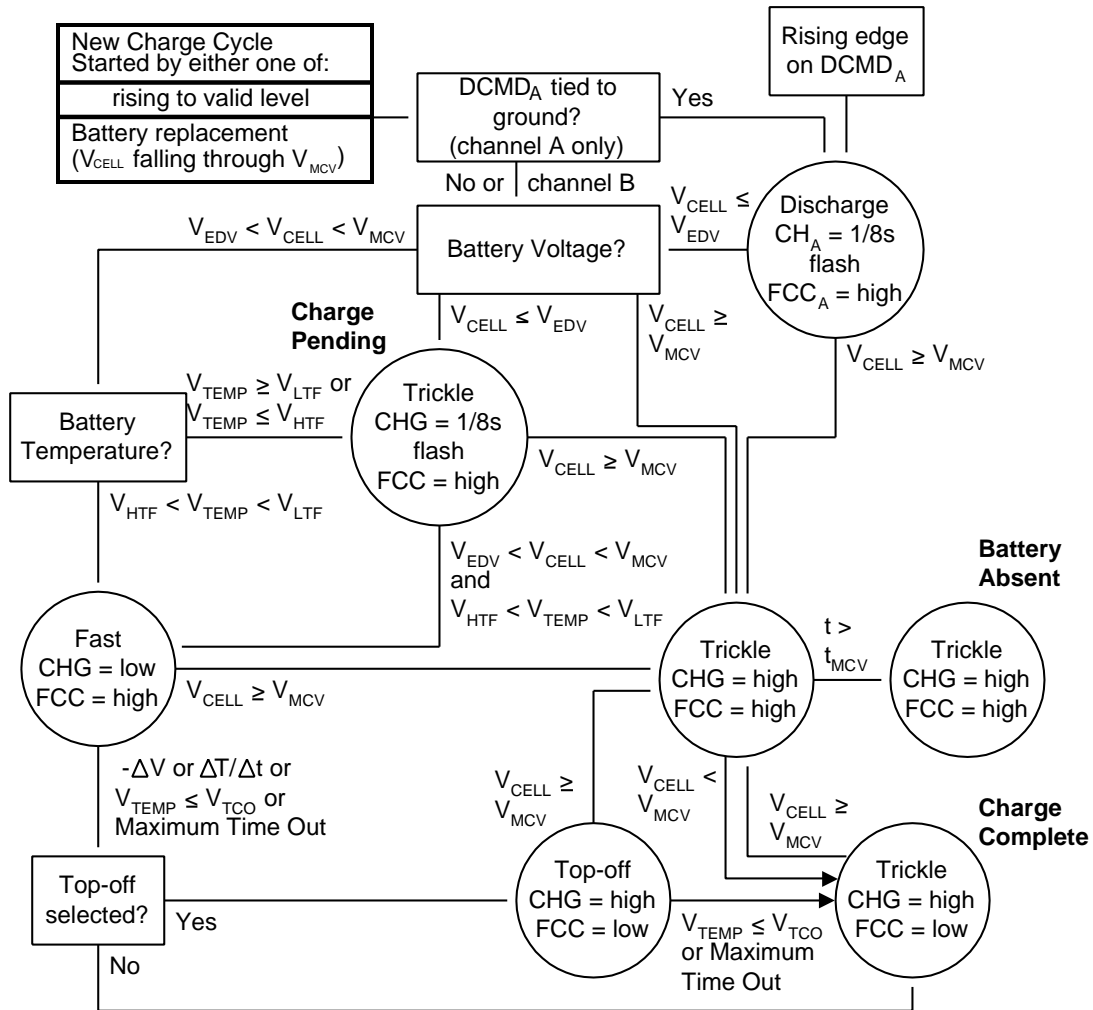 New Charge Cycle
Started by either one of:
rising to valid level
Battery replacement
(VCELL falling through VMCV)
DCMDA tied to
ground?
(channel A only)
Yes
Rising edge
on DCMDA
No or channel B
VEDV < VCELL < VMCV
Battery Voltage?
VCELL ≤
VEDV
Discharge
CHA = 1/8s
flash
FCCA = high
Charge
Pending
VCELL ≤ VEDV
VCELL ≥
VMCV
VCELL ≥ VMCV
Battery
Temperature?
VTEMP ≥ VLTF or
VTEMP ≤ VHTF
Trickle
CHG = 1/8s
flash
FCC = high
VCELL ≥ VMCV
VHTF < VTEMP < VLTF
VEDV < VCELL < VMCV
and
VHTF < VTEMP < VLTF
Battery
Absent
Fast
CHG = low
FCC = high
VCELL ≥ VMCV
Trickle
CHG = high
FCC = high
t >
tMCV
Trickle
CHG = high
FCC = high
-ΔV or ΔT/Δt or
VTEMP ≤ VTCO or
Maximum Time Out
VCELL ≥
VMCV
VCELL <
VMCV
VCELL ≥
VMCV
Charge
Complete
Top-off
selected?
Yes
Top-off
CHG = high
FCC = low
VTEMP ≤ VTCO
or Maximum
Time Out
Trickle
CHG = high
FCC = low
No